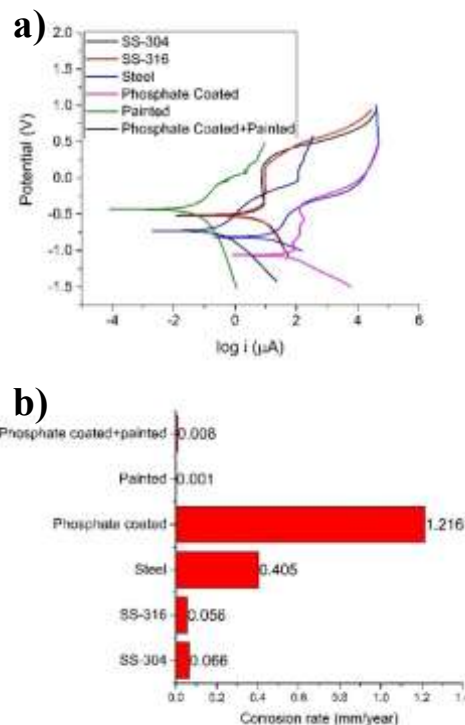 a)
SS-304
SS-316
Steel
Phosphate Coated
Painted
Phosphate Coated+Painted
Potential (V)
1.0
0.5
0.0
-0.5
-1.0
-1.5
-4 -2 0 2 4 6
log i (μA)
b)
Phosphate coated+painted 0.008
Painted 0.001
Phosphate coated 1.216
Steel 0.405
SS-316 0.056
SS-304 0.066
0.0 0.2 0.4 0.6 0.8 1.0 1.2 1.4
Corrosion rate (mm/year)